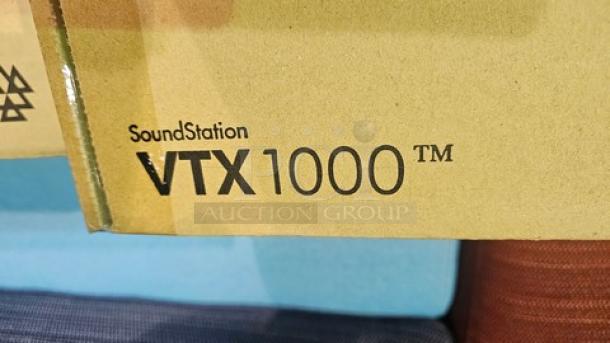 SoundStation
VTX1000™
AUCTION GROUP